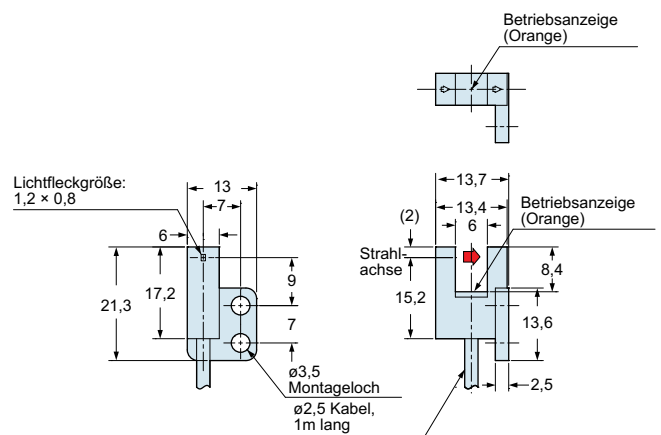 Betriebsanzeige
(Orange)
Lichtfleckgröße:
1,2 × 0,8
13
7
6
21,3
17,2
9
7
ø3,5
Montageloch
ø2,5 Kabel,
1m lang
13,7
13,4
6
(2)
Strahl-
achse
15,2
Betriebsanzeige
(Orange)
8,4
13,6
2,5